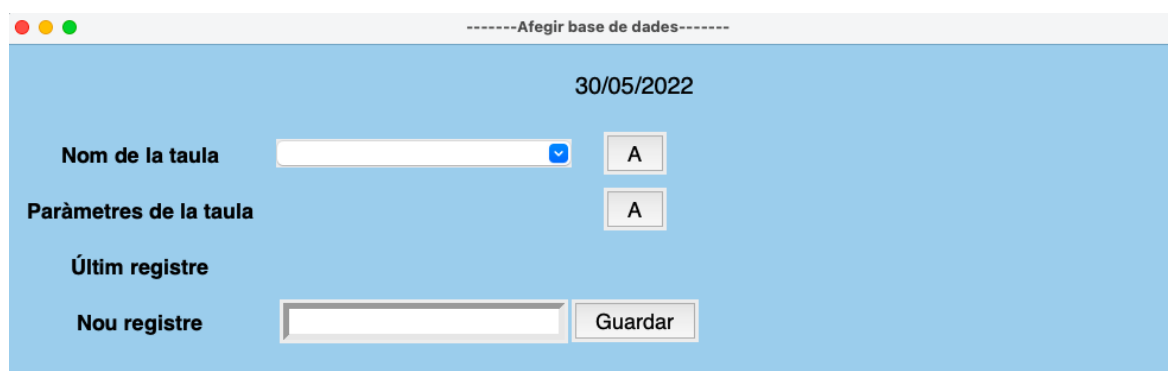 -------Afegir base de dades-------
30/05/2022
Nom de la taula A
Paràmetres de la taula A
Últim registre
Nou registre Guardar